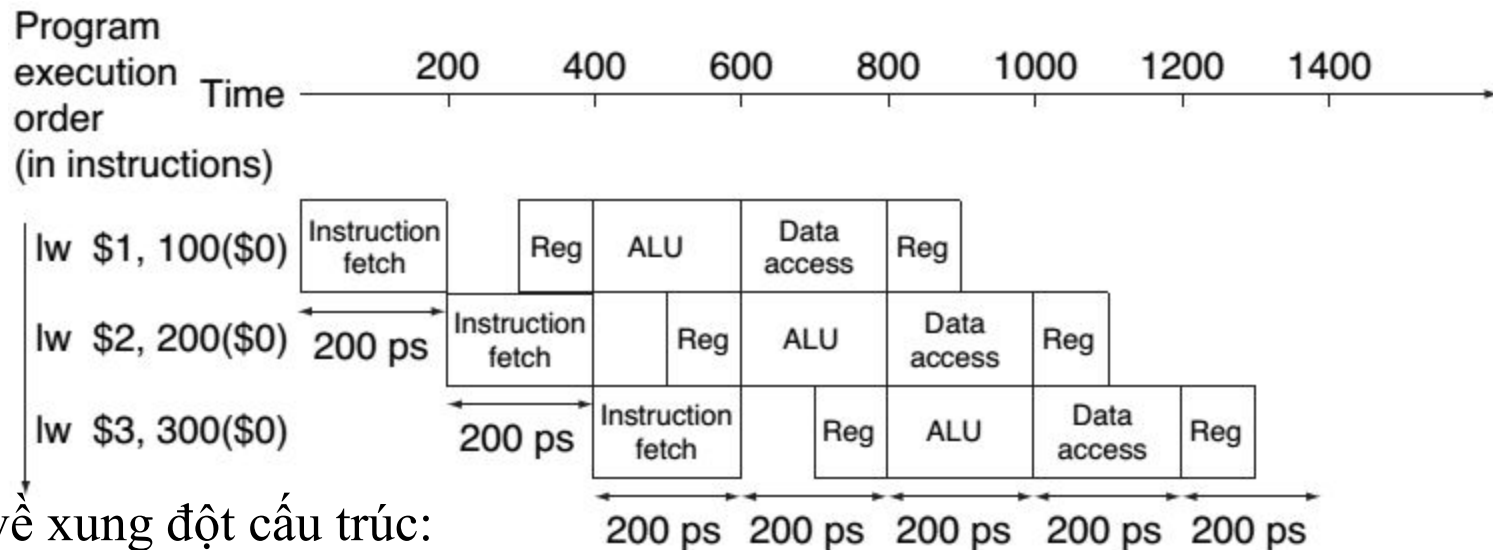 Program
execution
order
(in instructions)
Time
200 400 600 800 1000 1200 1400
lw $1, 100($0)
Instruction
fetch
Reg
ALU
Data
access
Reg
lw $2, 200($0)
200 ps
Instruction
fetch
Reg
ALU
Data
access
Reg
lw $3, 300($0)
200 ps
Instruction
fetch
Reg
ALU
Data
access
Reg
200 ps 200 ps 200 ps 200 ps 200 ps
về xung đột cấu trúc: